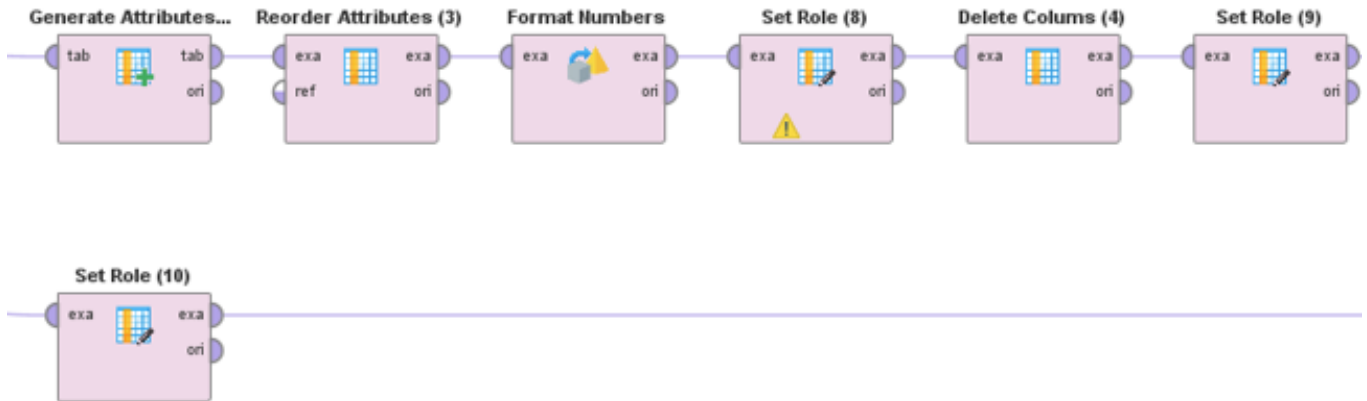 Generate Attributes... Reorder Attributes (3) Format Numbers Set Role (8) Delete Colums (4) Set Role (9)
tab tab exa exa exa exa exa exa exa exa exa exa
ori ref ori ori ori ori ori
Set Role (10)
exa exa
ori